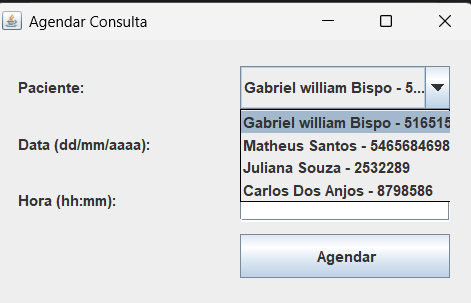 Agendar Consulta
Paciente:
Gabriel william Bispo - 5...
Gabriel william Bispo - 516515
Matheus Santos - 5465684698
Data (dd/mm/aaaa):
Juliana Souza - 2532289
Carlos Dos Anjos - 8798586
Hora (hh:mm):
Agendar